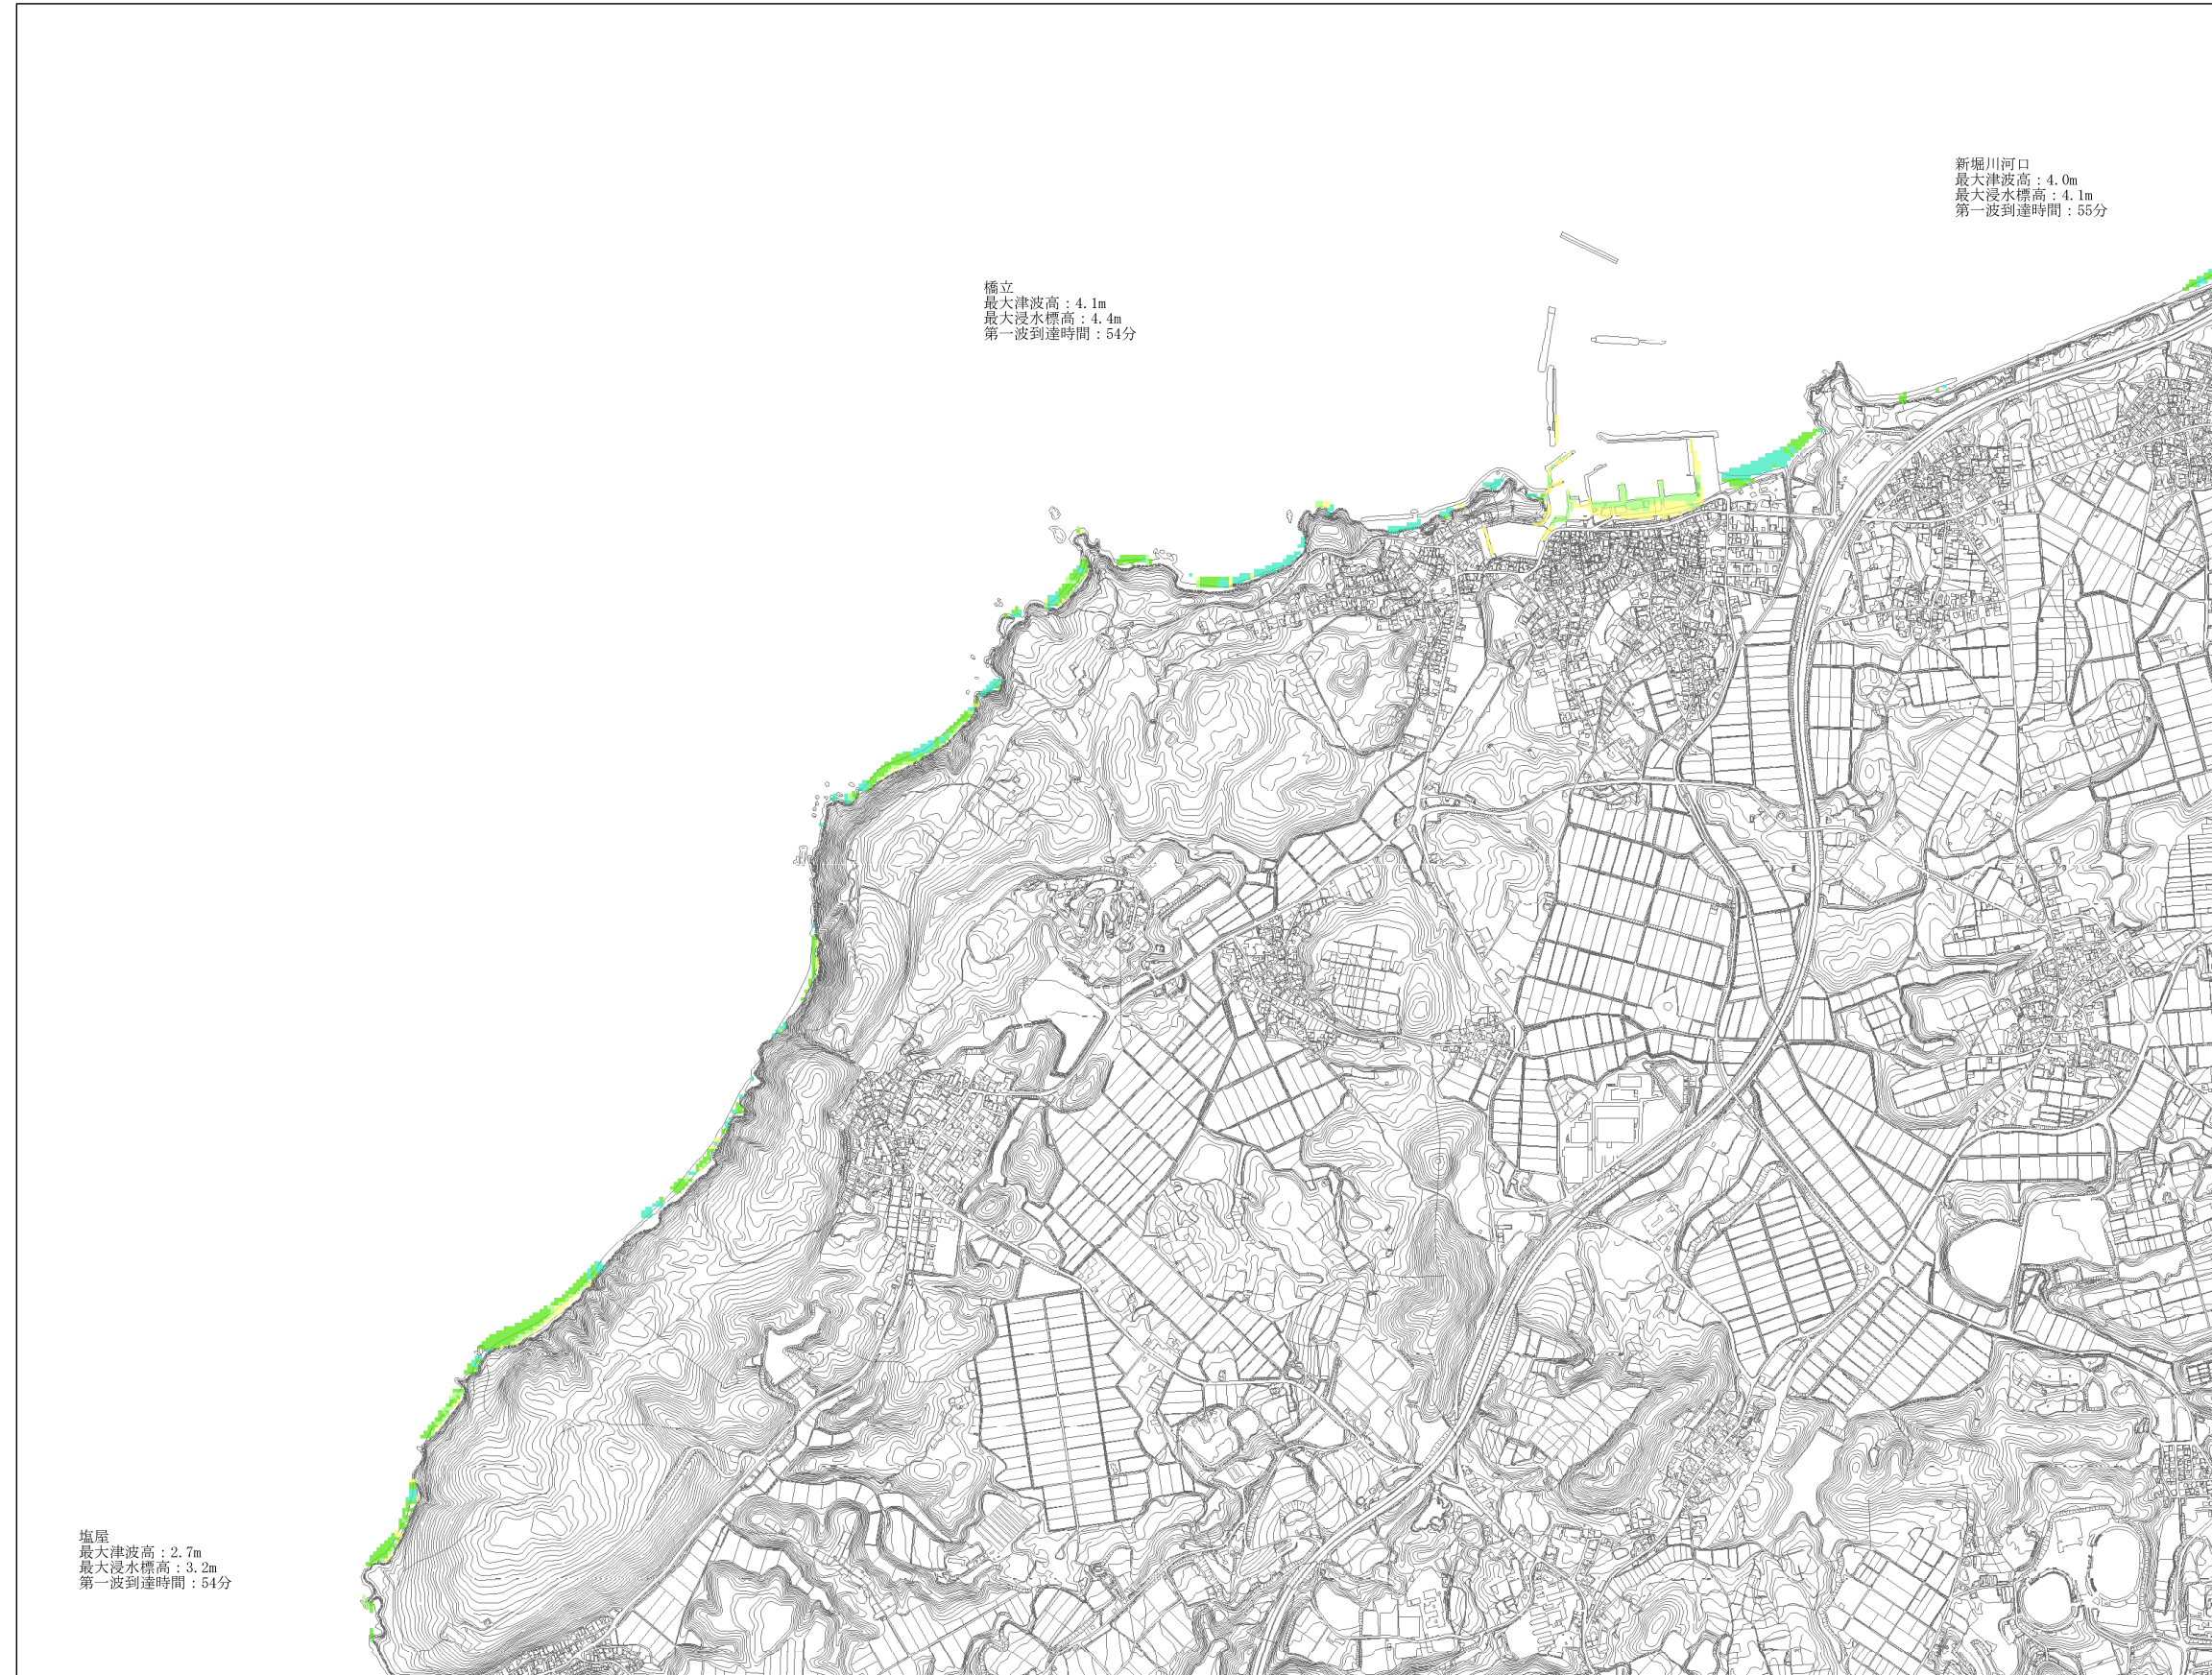 新堀川河口
最大津波高：4.0m
最大浸水標高：4.1m
第一波到達時間：55分
橋立
最大津波高：4.1m
最大浸水標高：4.4m
第一波到達時間：54分
塩屋
最大津波高：2.7m
最大浸水標高：3.2m
第一波到達時間：54分